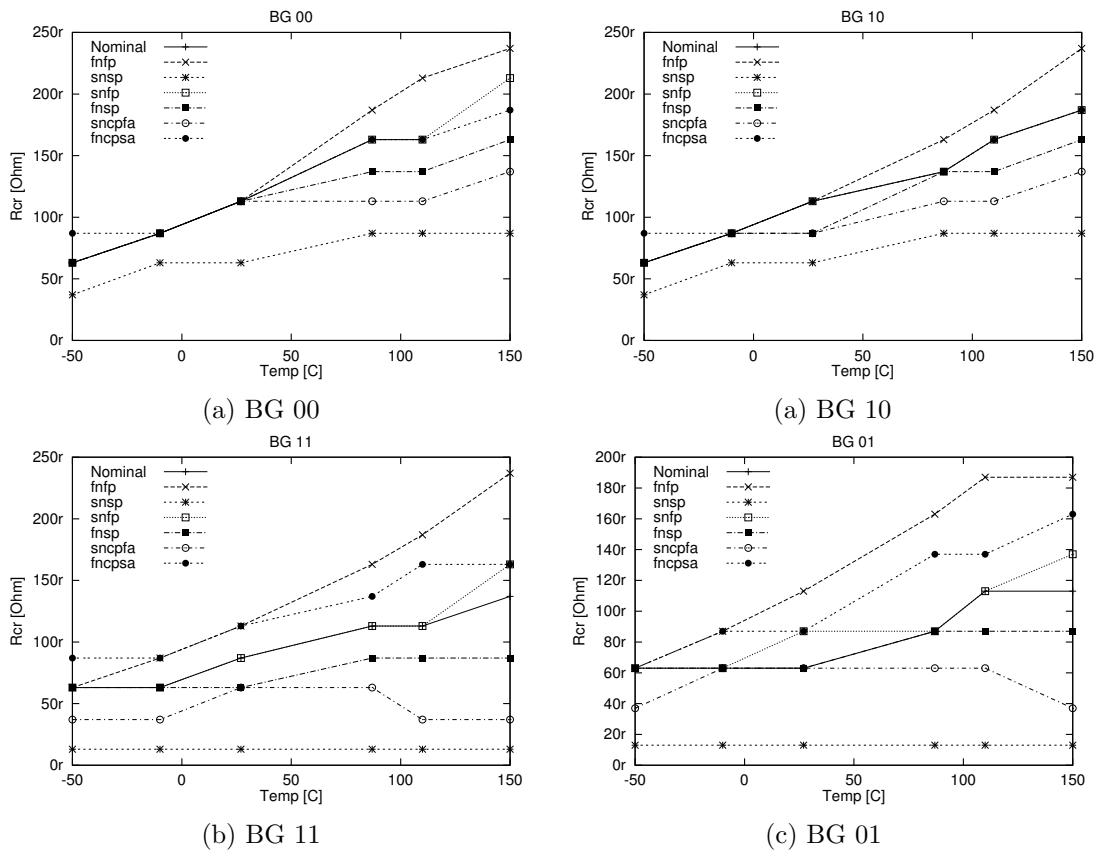 BG 00
250r
200r
150r
100r
50r
0r
Rcr [Ohm]
Nominal
fnfp
snsp
snfp
fnsp
sncpfa
fncpsa
-50 0 50 100 150
Temp [C]
(a) BG 00
BG 10
250r
200r
150r
100r
50r
0r
Rcr [Ohm]
Nominal
fnfp
snsp
snfp
fnsp
sncpfa
fncpsa
-50 0 50 100 150
Temp [C]
(a) BG 10
BG 11
250r
200r
150r
100r
50r
0r
Rcr [Ohm]
Nominal
fnfp
snsp
snfp
fnsp
sncpfa
fncpsa
-50 0 50 100 150
Temp [C]
(b) BG 11
BG 01
200r
180r
160r
140r
120r
100r
80r
60r
40r
20r
0r
Rcr [Ohm]
Nominal
fnfp
snsp
snfp
fnsp
sncpfa
fncpsa
-50 0 50 100 150
Temp [C]
(c) BG 01